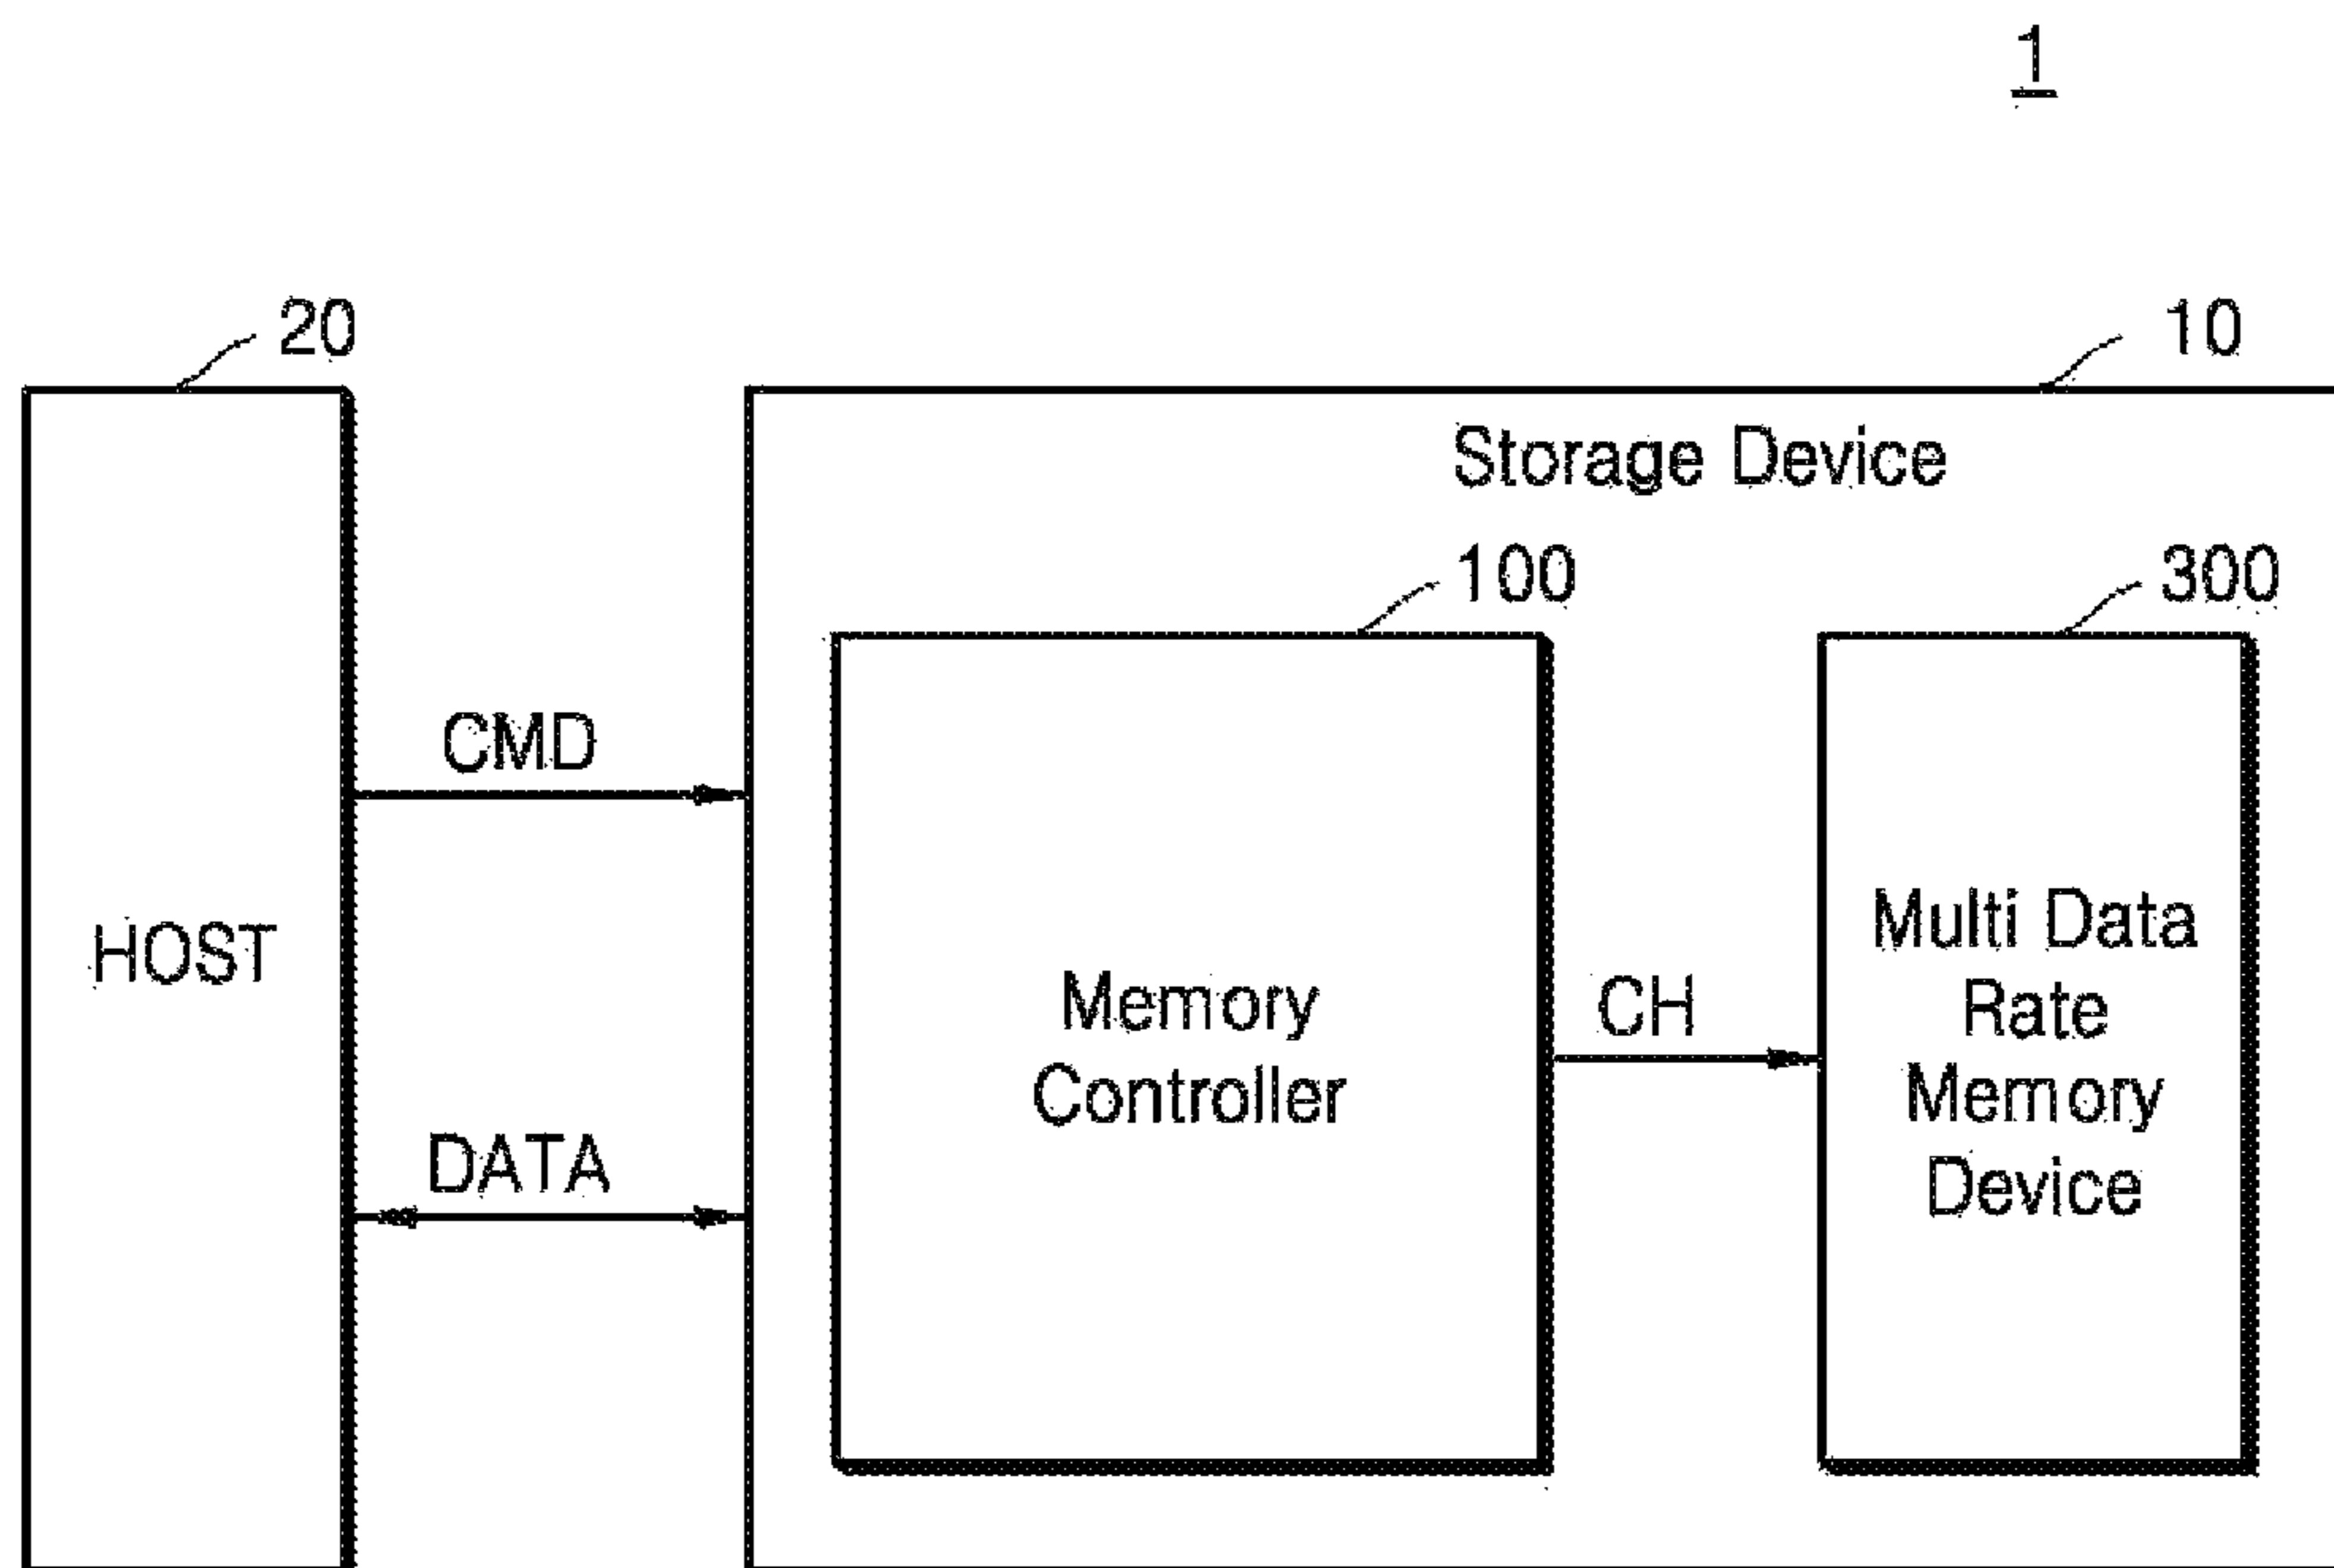 1
20
10
Storage Device
100
300
CMD
HOST
Memory
Controller
CH
Multi Data
Rate
Memory
Device
DATA